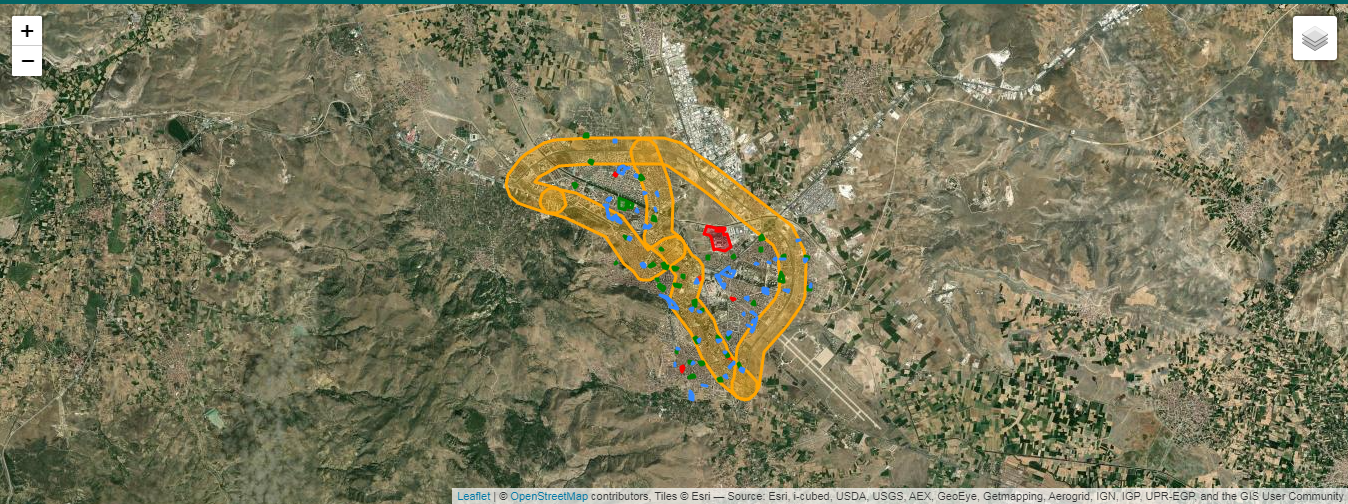 +
−
Leaflet | © OpenStreetMap contributors, Tiles © Esri — Source: Esri, i-cubed, USDA, USGS, AEX, GeoEye, Getmapping, Aerogrid, IGN, IGP, UPR-EGP, and the GIS User Community